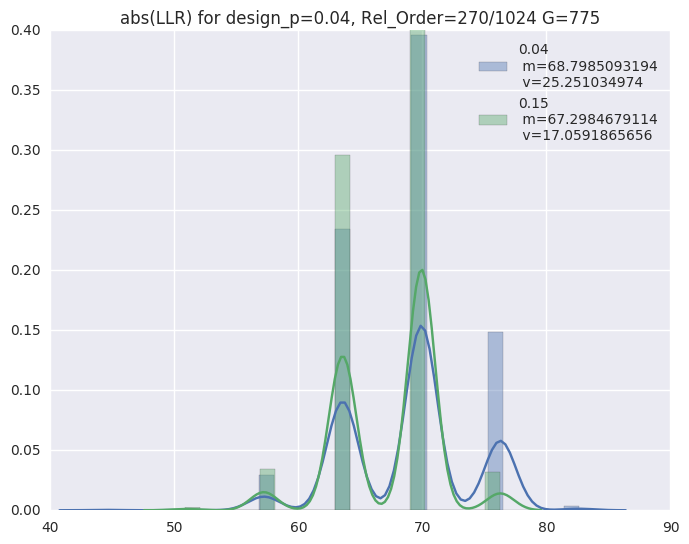 abs(LLR) for design_p=0.04, Rel_Order=270/1024 G=775
0.40
0.35
0.30
0.25
0.20
0.15
0.10
0.05
0.00
40 50 60 70 80 90
0.04
m=68.7985093194
v=25.251034974
0.15
m=67.2984679114
v=17.0591865656